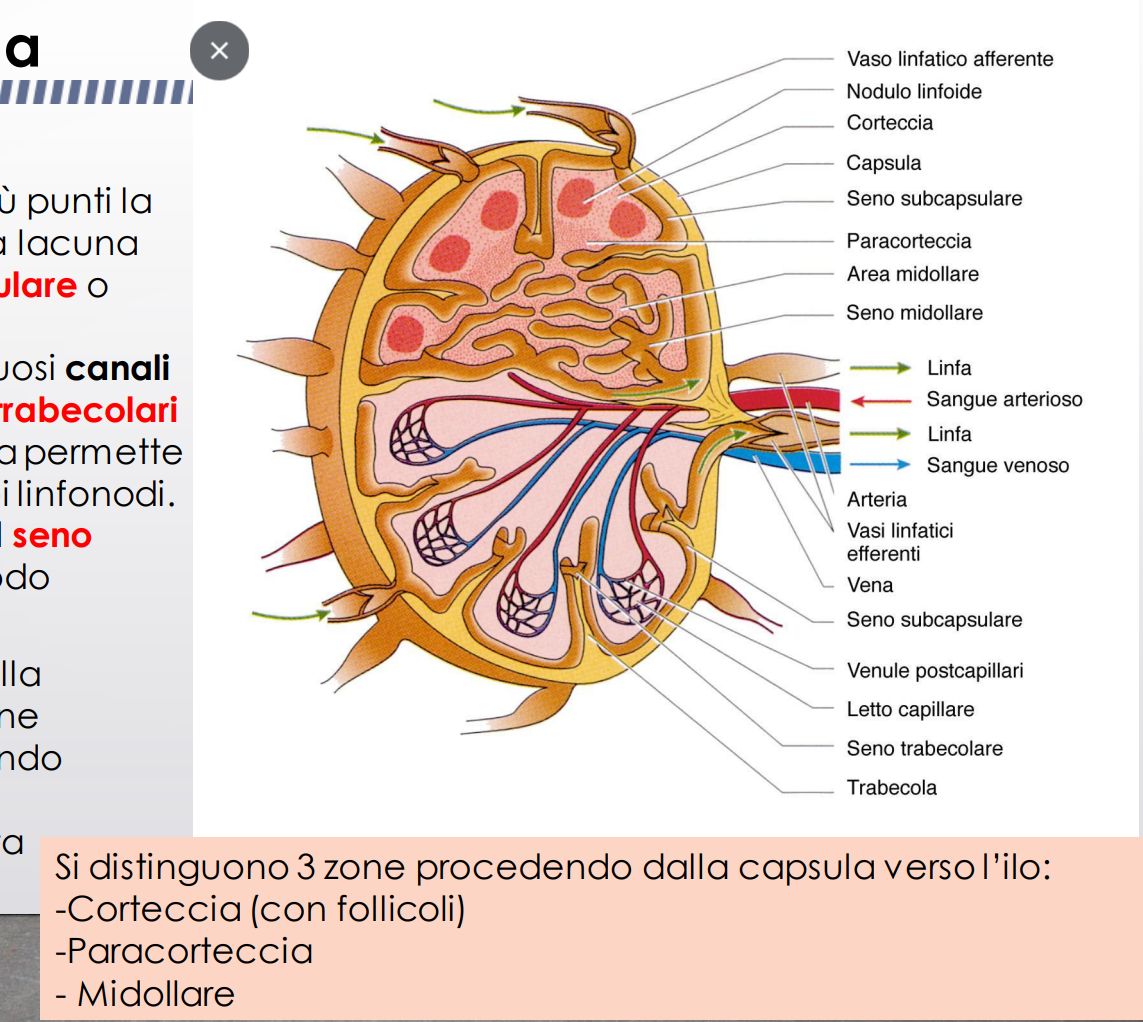 a
ù punti la
a lacuna
ulare o
uosi canali
rabecolari
a permette
i linfonodi.
seno
odo
lla
ne
ndo
ra
Vaso linfatico afferente
Nodulo linfoide
Corteccia
Capsula
Seno subcapsulare
Paracorteccia
Area midollare
Seno midollare
Linfa
Sangue arterioso
Linfa
Sangue venoso
Arteria
Vasi linfatici
efferenti
Vena
Seno subcapsulare
Venule postcapillari
Letto capillare
Seno trabecolare
Trabecola
Si distinguono 3 zone procedendo dalla capsula verso l’ilo:
-Corteccia (con follicoli)
-Paracorteccia
- Midollare